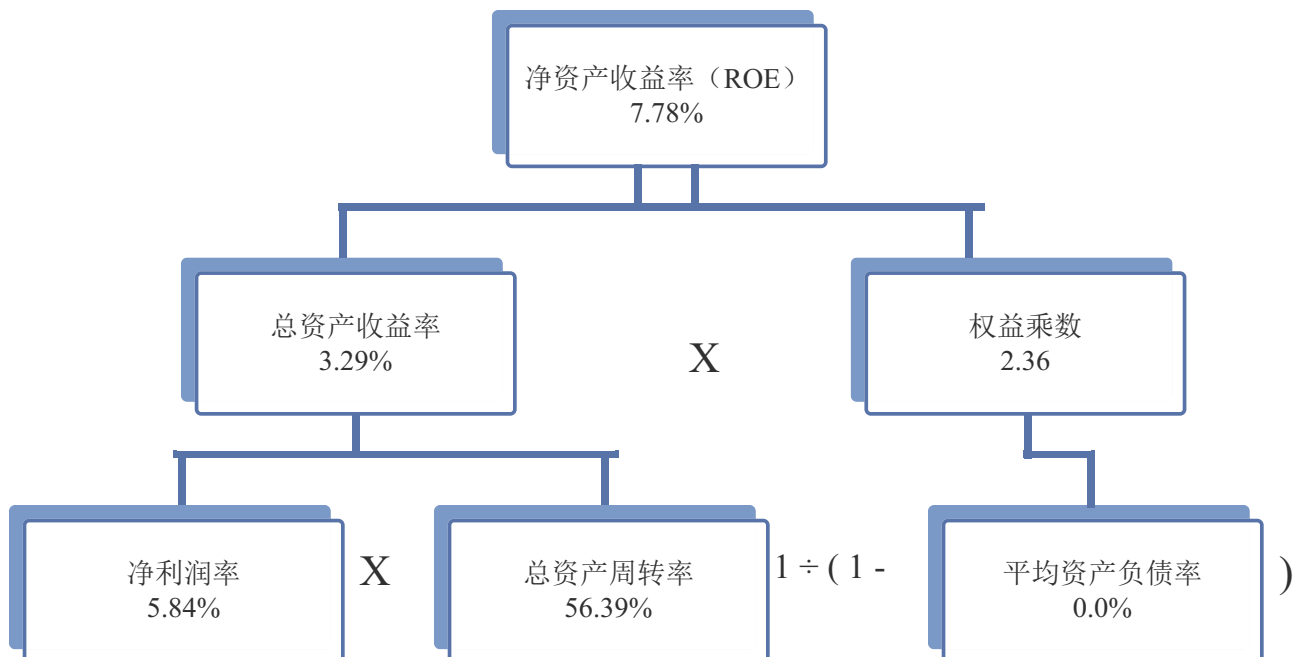 净资产收益率（ROE）
7.78%
总资产收益率
3.29%
X
权益乘数
2.36
净利润率
5.84%
X
总资产周转率
56.39%
1 ÷ ( 1 -
平均资产负债率
0.0%
)